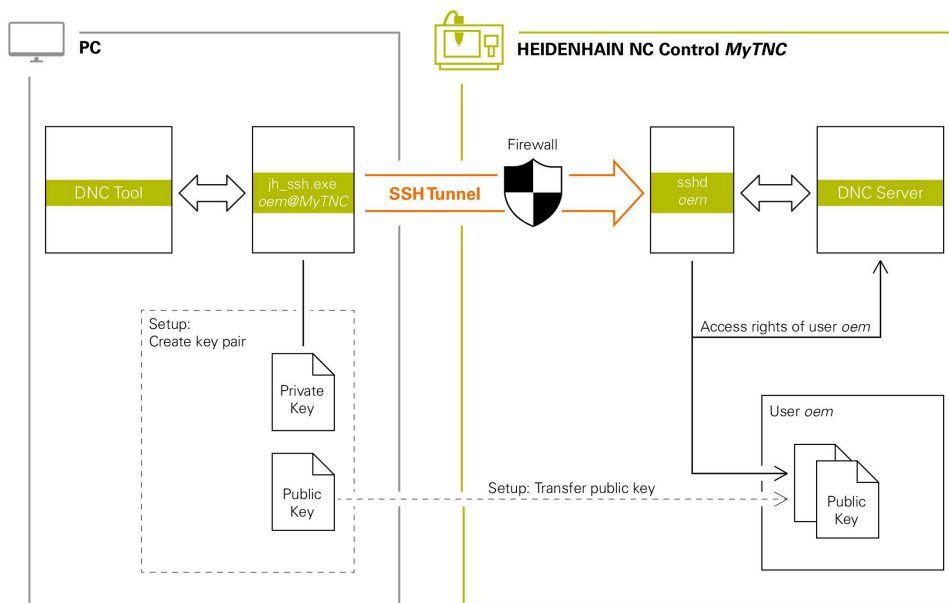 PC
HEIDENHAIN NC Control MyTNC
Firewall
DNC Tool
jh_ssh.exe
oem@MyTNC
SSH Tunnel
sshd
oem
DNC Server
Setup:
Create key pair
Access rights of user oem
Private
Key
User oem
Public
Key
Setup: Transfer public key
Public
Key